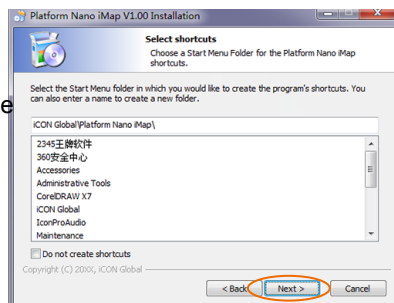 Platform Nano iMap V1.00 Installation
Select shortcuts
Choose a Start Menu Folder for the Platform Nano iMap
shortcuts.
Select the Start Menu folder in which you would like to create the program's shortcuts. You
can also enter a name to create a new folder.
e
iCON Global\Platform Nano iMap\
2345王牌软件
360安全中心
Accessories
Administrative Tools
CorelDRAW X7
iCON Global
IconProAudio
Maintenance
Do not create shortcuts
Copyright (C) 20XX, iCON Global
< Back
Next >
Cancel